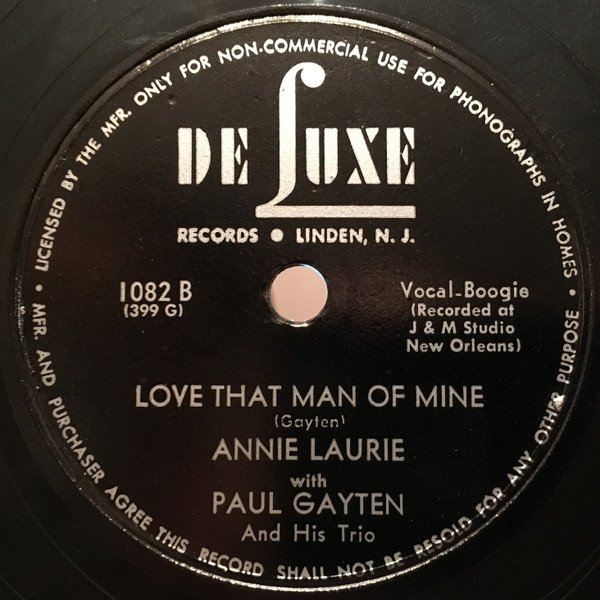 LICENSED BY THE MFR. ONLY FOR NON-COMMERCIAL USE FOR PHONOGRAPHS IN HOMES •
MFR. AND PURCHASER AGREE THIS RECORD SHALL NOT BE RESOLD FOR ANY OTHER PURPOSE •
DE LUXE
RECORDS ● LINDEN, N. J.
1082 B
(399 G)
Vocal-Boogie
(Recorded at
J & M Studio
New Orleans)
LOVE THAT MAN OF MINE
(Gayten)
ANNIE LAURIE
with
PAUL GAYTEN
And His Trio